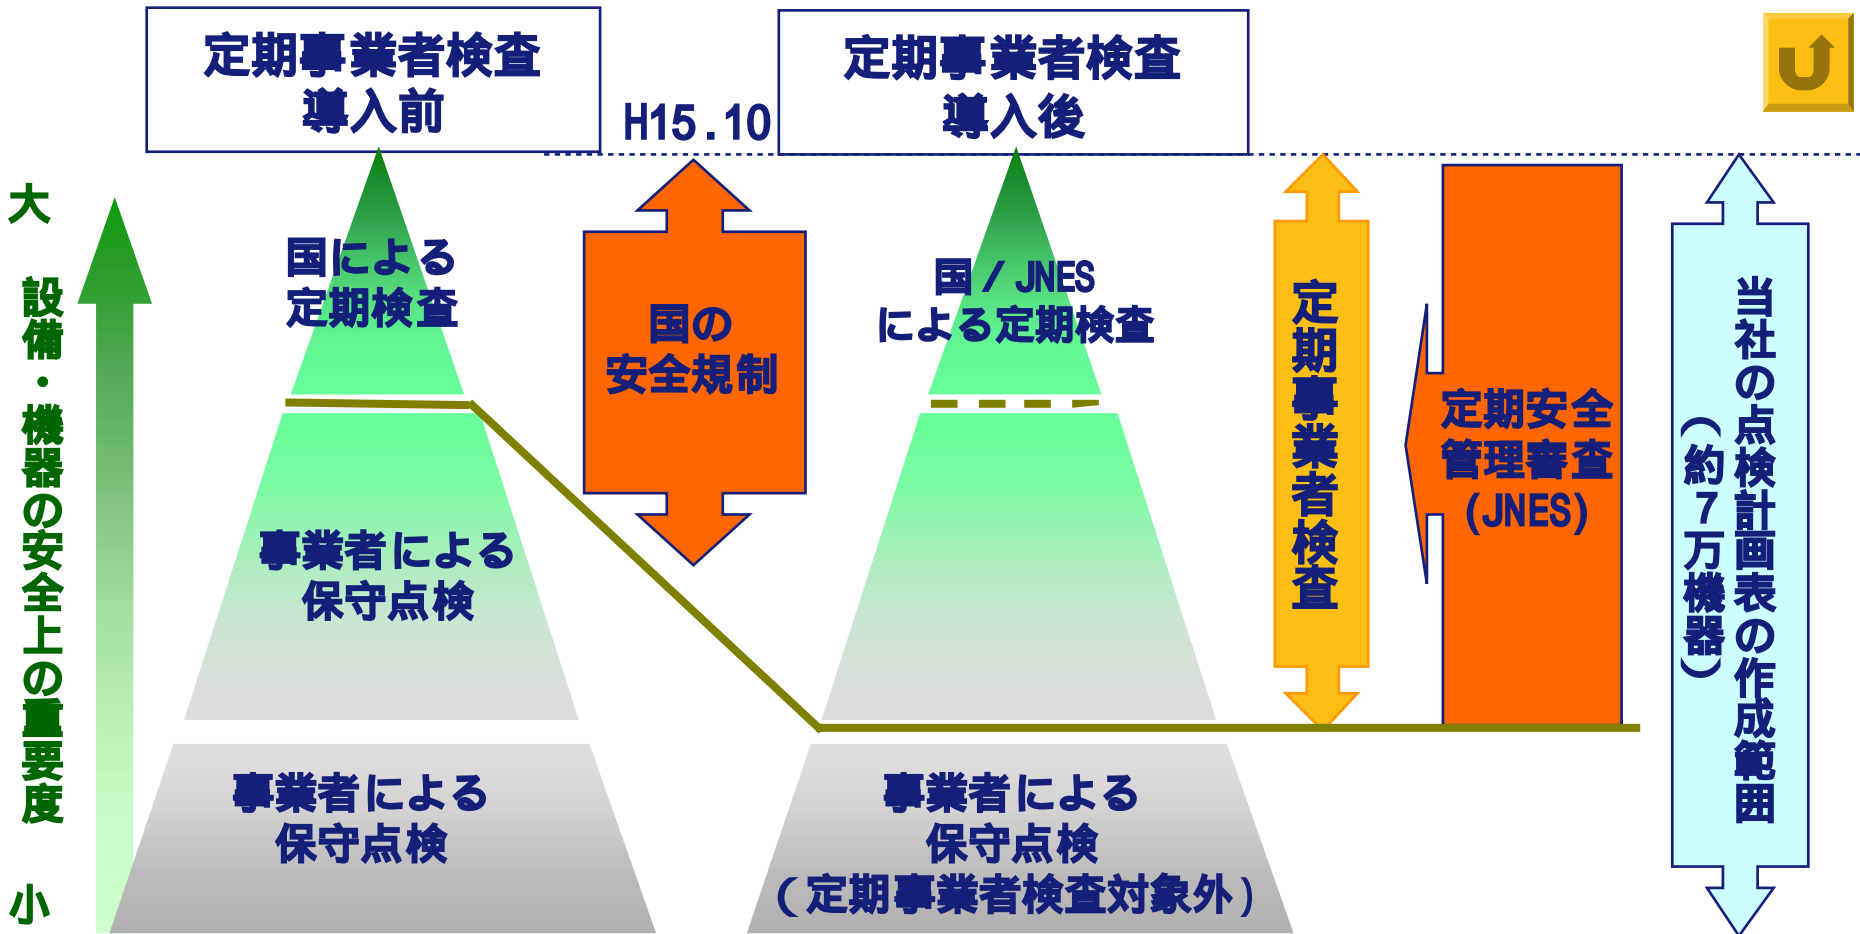 定期事業者検査
導入前
H15.10
定期事業者検査
導入後
大
設備・機器の安全上の重要度
小
国による
定期検査
事業者による
保守点検
事業者による
保守点検
国の
安全規制
国／JNES
による定期検査
事業者による
保守点検
（定期事業者検査対象外）
定期事業者検査
定期安全
管理審査
(JNES)
当社の点検計画表の作成範囲
（約７万機器）